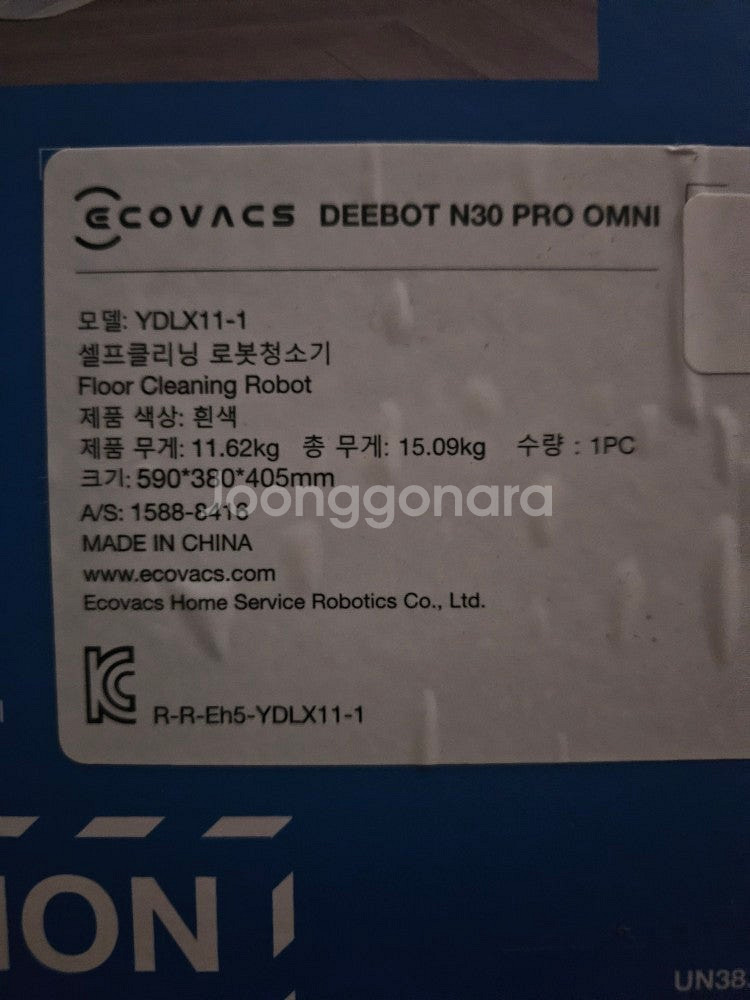 ECOVACS DEEBOT N30 PRO OMNI
모델: YDLX11-1
셀프클리닝 로봇청소기
Floor Cleaning Robot
제품 색상: 흰색
제품 무게: 11.62kg 총 무게: 15.09kg 수량 : 1PC
크기: 590*380*405mm
Joonggonara
A/S: 1588-8416
MADE IN CHINA
www.ecovacs.com
Ecovacs Home Service Robotics Co., Ltd.
R-R-Eh5-YDLX11-1
ION
UN38